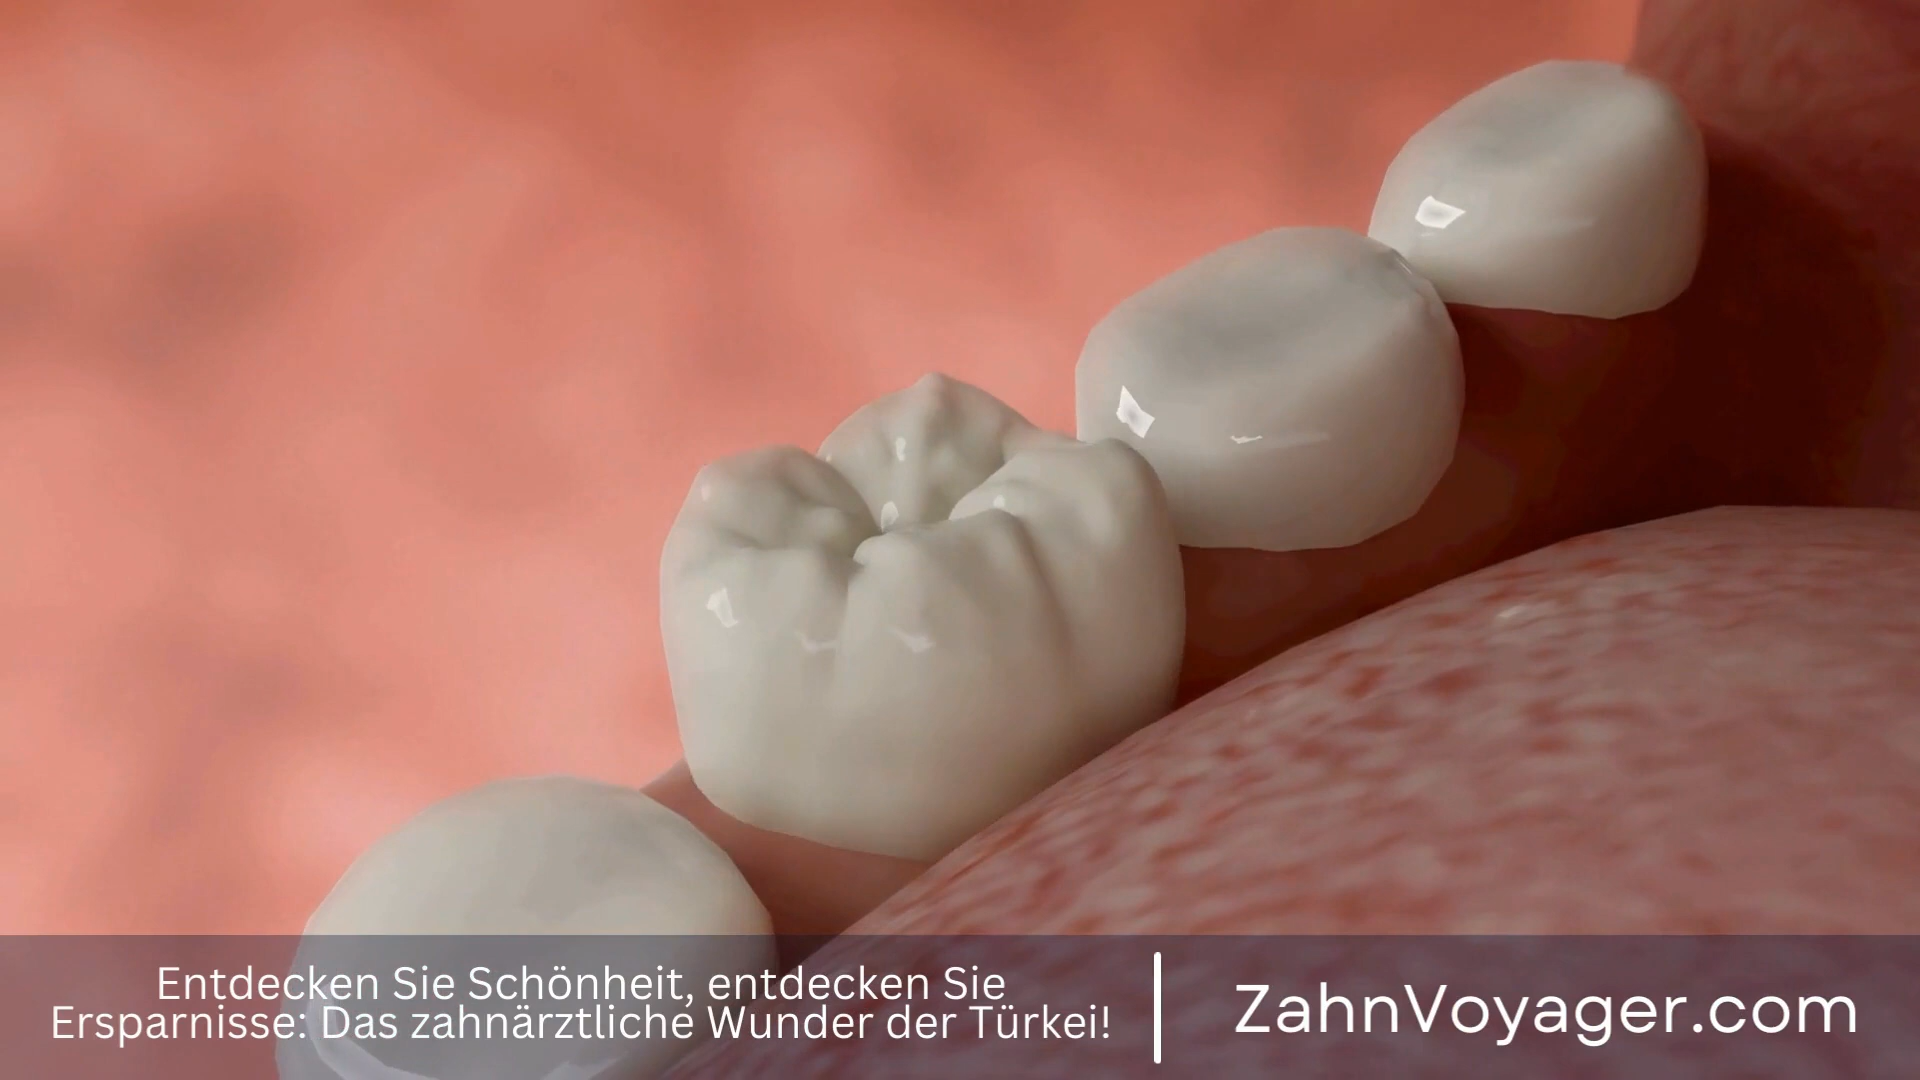 Entdecken Sie Schönheit, entdecken Sie
Ersparnisse: Das zahnärztliche Wunder der Türkei!
ZahnVoyager.com